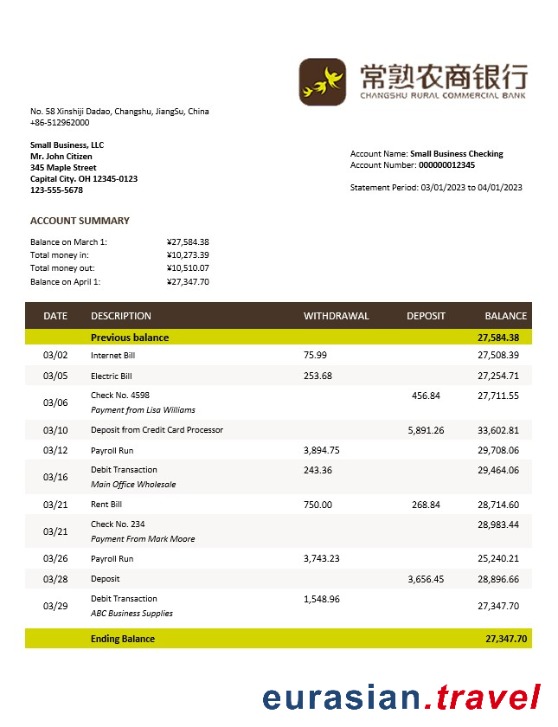 常熟农商银行
CHANGSHU RURAL COMMERCIAL BANK
No. 58 Xinshiji Dadao, Changshu, JiangSu, China
+86-512962000
Small Business, LLC
Mr. John Citizen
345 Maple Street
Capital City. OH 12345-0123
123-555-5678
Account Name: Small Business Checking
Account Number: 000000012345
Statement Period: 03/01/2023 to 04/01/2023
ACCOUNT SUMMARY
Balance on March 1: ¥27,584.38
Total money in: ¥10,273.39
Total money out: ¥10,510.07
Balance on April 1: ¥27,347.70
DATE DESCRIPTION WITHDRAWAL DEPOSIT BALANCE
Previous balance 27,584.38
03/02 Internet Bill 75.99 27,508.39
03/05 Electric Bill 253.68 27,254.71
03/06 Check No. 4598 456.84 27,711.55
Payment from Lisa Williams
03/10 Deposit from Credit Card Processor 5,891.26 33,602.81
03/12 Payroll Run 3,894.75 29,708.06
03/16 Debit Transaction 243.36 29,464.06
Main Office Wholesale
03/21 Rent Bill 750.00 268.84 28,714.60
03/21 Check No. 234 28,983.44
Payment From Mark Moore
03/26 Payroll Run 3,743.23 25,240.21
03/28 Deposit 3,656.45 28,896.66
03/29 Debit Transaction 1,548.96 27,347.70
ABC Business Supplies
Ending Balance 27,347.70
eurasian.travel